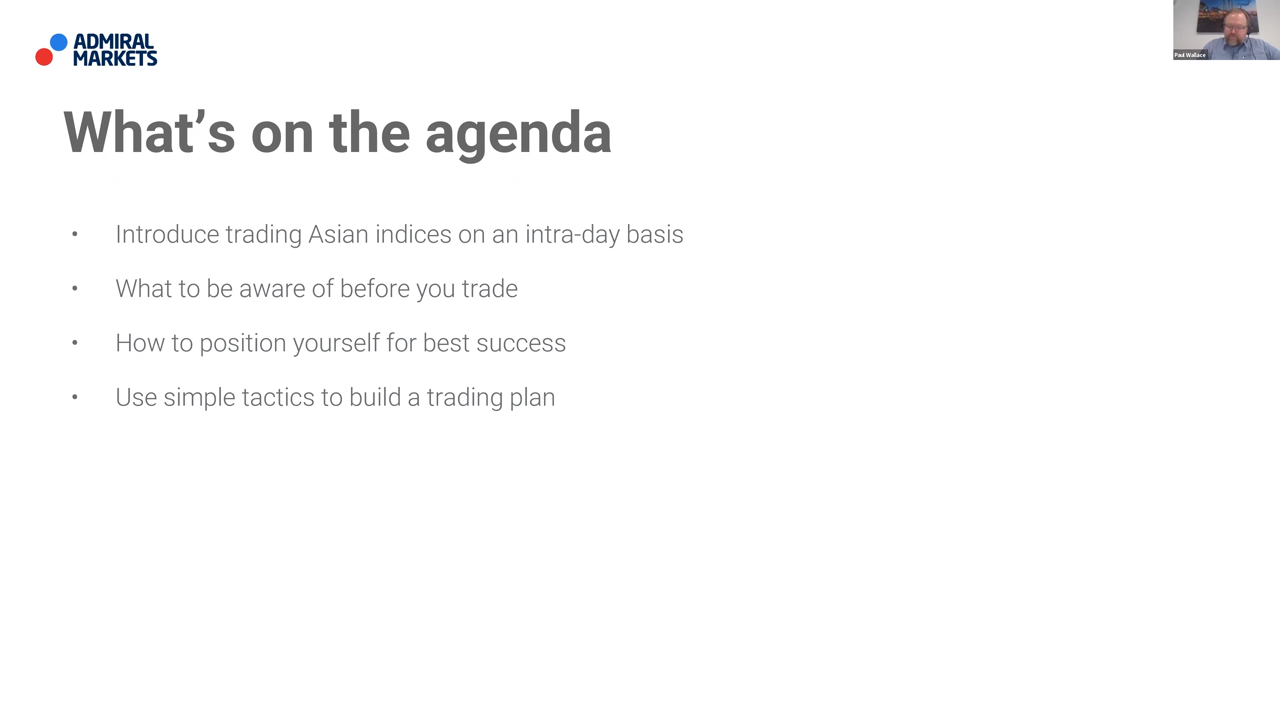 ADMIRAL
MARKETS
Paul Wallace
What’s on the agenda
• Introduce trading Asian indices on an intra-day basis
• What to be aware of before you trade
• How to position yourself for best success
• Use simple tactics to build a trading plan